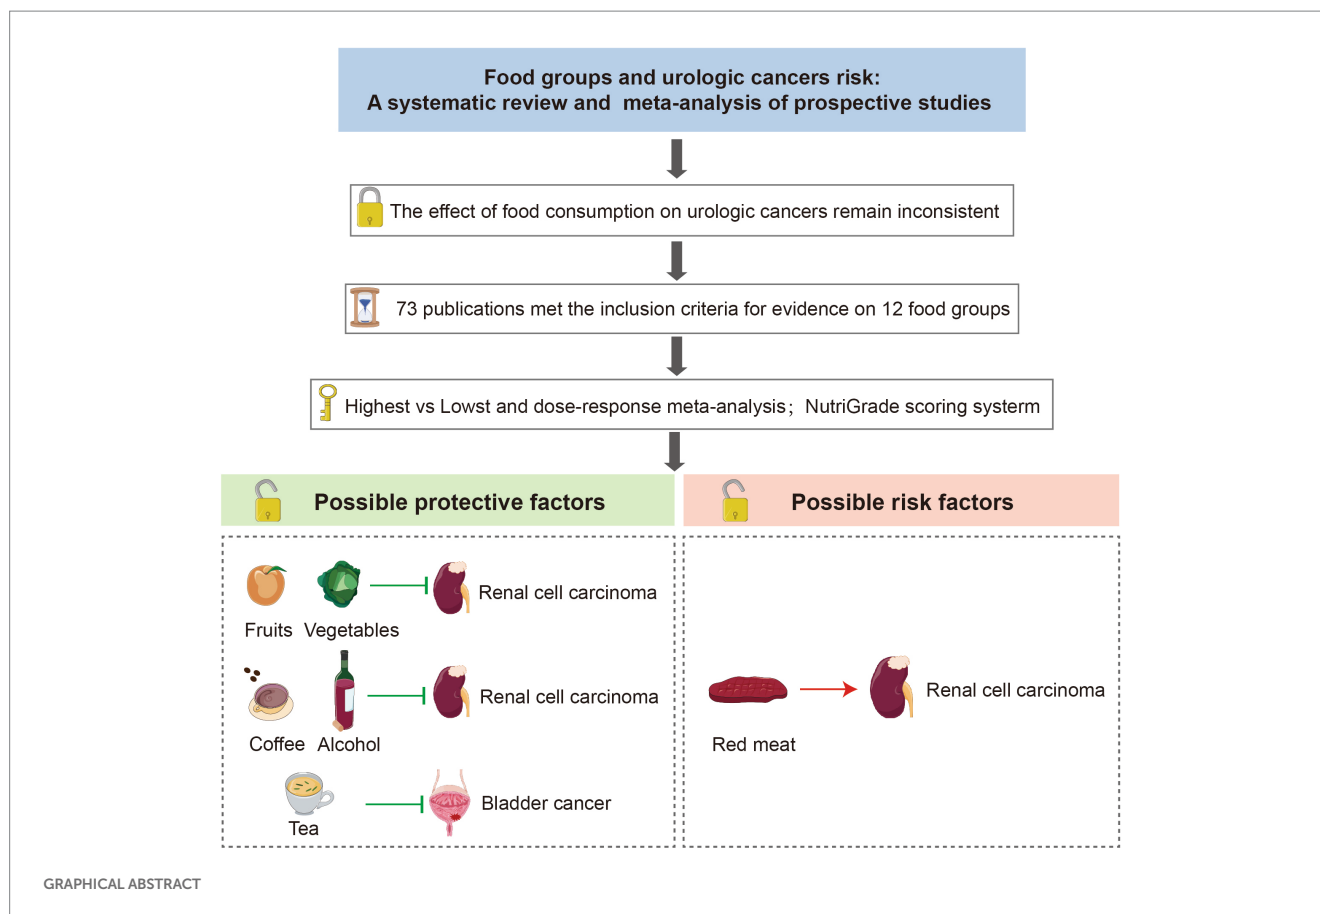 Food groups and urologic cancers risk:
A systematic review and meta-analysis of prospective studies
The effect of food consumption on urologic cancers remain inconsistent
73 publications met the inclusion criteria for evidence on 12 food groups
Highest vs Lowst and dose-response meta-analysis； NutriGrade scoring systerm
Possible protective factors
Possible risk factors
Renal cell carcinoma
Fruits Vegetables
Renal cell carcinoma
Coffee Alcohol
Bladder cancer
Tea
Renal cell carcinoma
Red meat
GRAPHICAL ABSTRACT